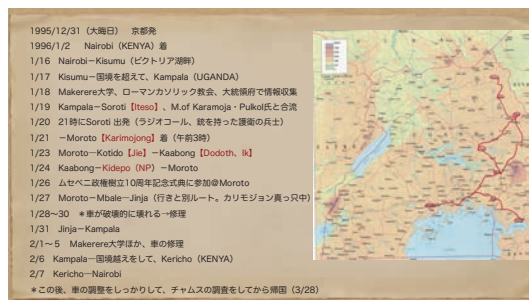 1995/12/31（大晦日）　京都発
1996/1/2　Nairobi（KENYA）着
1/16　Nairobi－Kisumu（ビクトリア湖畔）
1/17　Kisumu－国境を超えて、Kampala（UGANDA）
1/18　Makerere大学、ローマンカソリック教会、大統領府で情報収集
1/19　Kampala－Soroti【Iteso】、M.of Karamoja・Pulkol氏と合流
1/20　21時にSoroti 出発（ラジオコール、銃を持った護衛の兵士）
1/21　－Moroto【Karimojong】着（午前3時）
1/23　Moroto－Kotido【Jie】－Kaabong【Dodoth, Ik】
1/24　Kaabong－Kidepo（NP）－Moroto
1/26　ムセベニ政権樹立10周年記念式典に参加＠Moroto
1/27　Moroto－Mbale－Jinja（行きと別ルート。カリモジョン真っ只中）
1/28～30　＊車が破壊的に壊れる→修理
1/31　Jinja－Kampala
2/1～5　Makerere大学ほか、車の修理
2/6　Kampala－国境越えをして、Kericho（KENYA）
2/7　Kericho－Nairobi
＊この後、車の調整をしっかりして、チャムスの調査をしてから帰国（3/28）